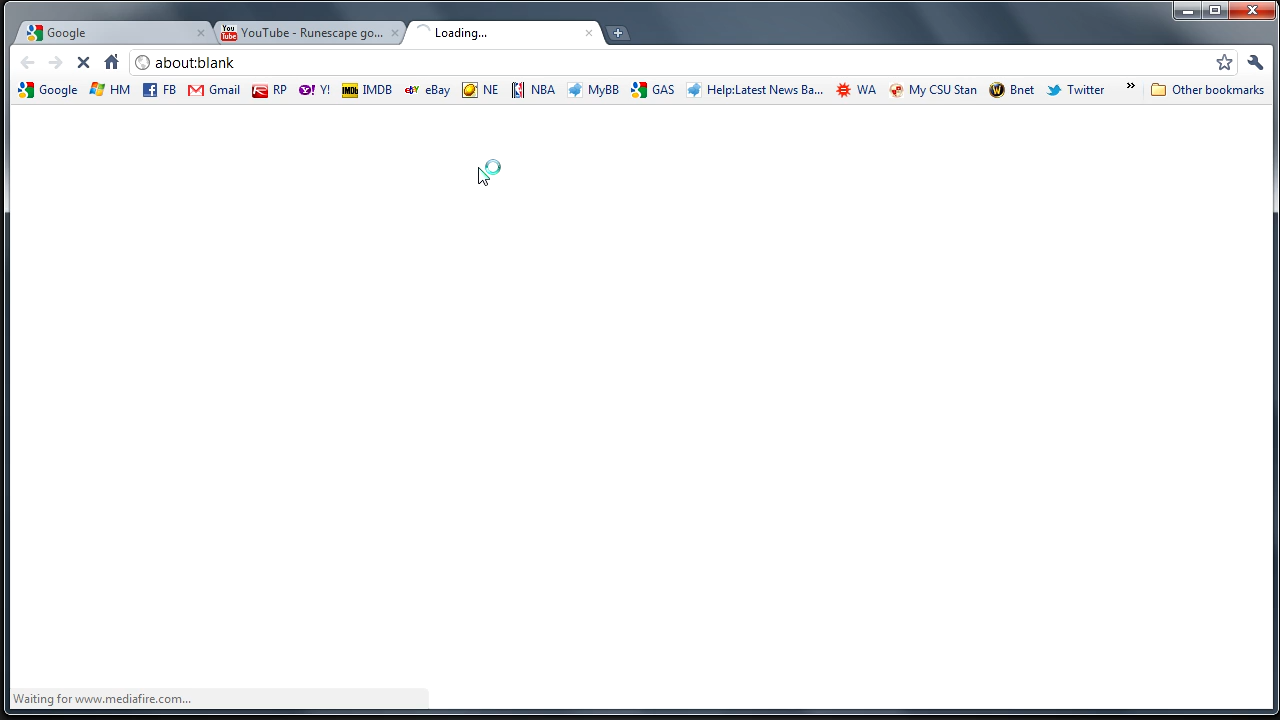 Google YouTube - Runescape go... Loading...
about:blank
Google HM FB Gmail RP Y! IMDB eBay NE NBA MyBB GAS Help:Latest News Ba... WA My CSU Stan Bnet Twitter » Other bookmarks
Waiting for www.mediafire.com...